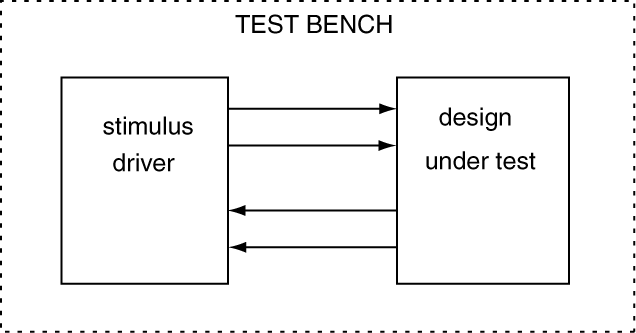 TEST BENCH
stimulus
driver
design
under test